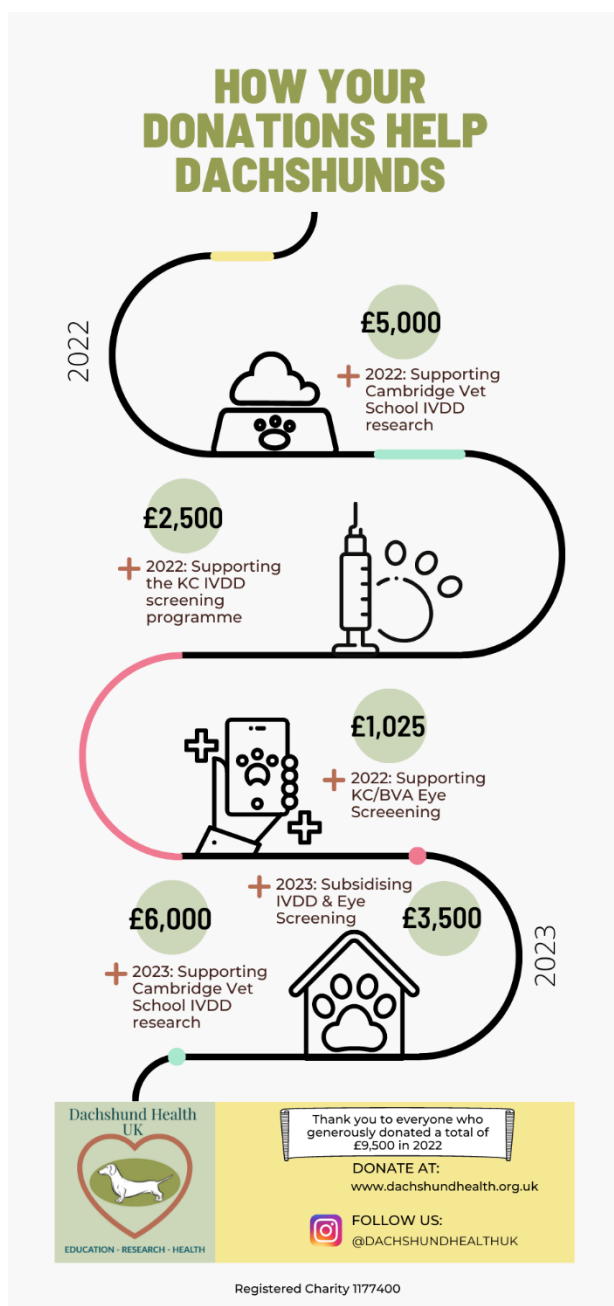 HOW YOUR
DONATIONS HELP
DACHSHUNDS
2022
£5,000
2022: Supporting
Cambridge Vet
School IVDD
research
£2,500
2022: Supporting
the KC IVDD
screening
programme
£1,025
2022: Supporting
KC/BVA Eye
Screeening
2023: Subsidising
IVDD & Eye
Screening
£3,500
2023
£6,000
2023: Supporting
Cambridge Vet
School IVDD
research
Dachshund Health
UK
EDUCATION - RESEARCH - HEALTH
Thank you to everyone who
generously donated a total of
£9,500 in 2022
DONATE AT:
www.dachshundhealth.org.uk
FOLLOW US:
@DACHSHUNDHEALTHUK
Registered Charity 1177400